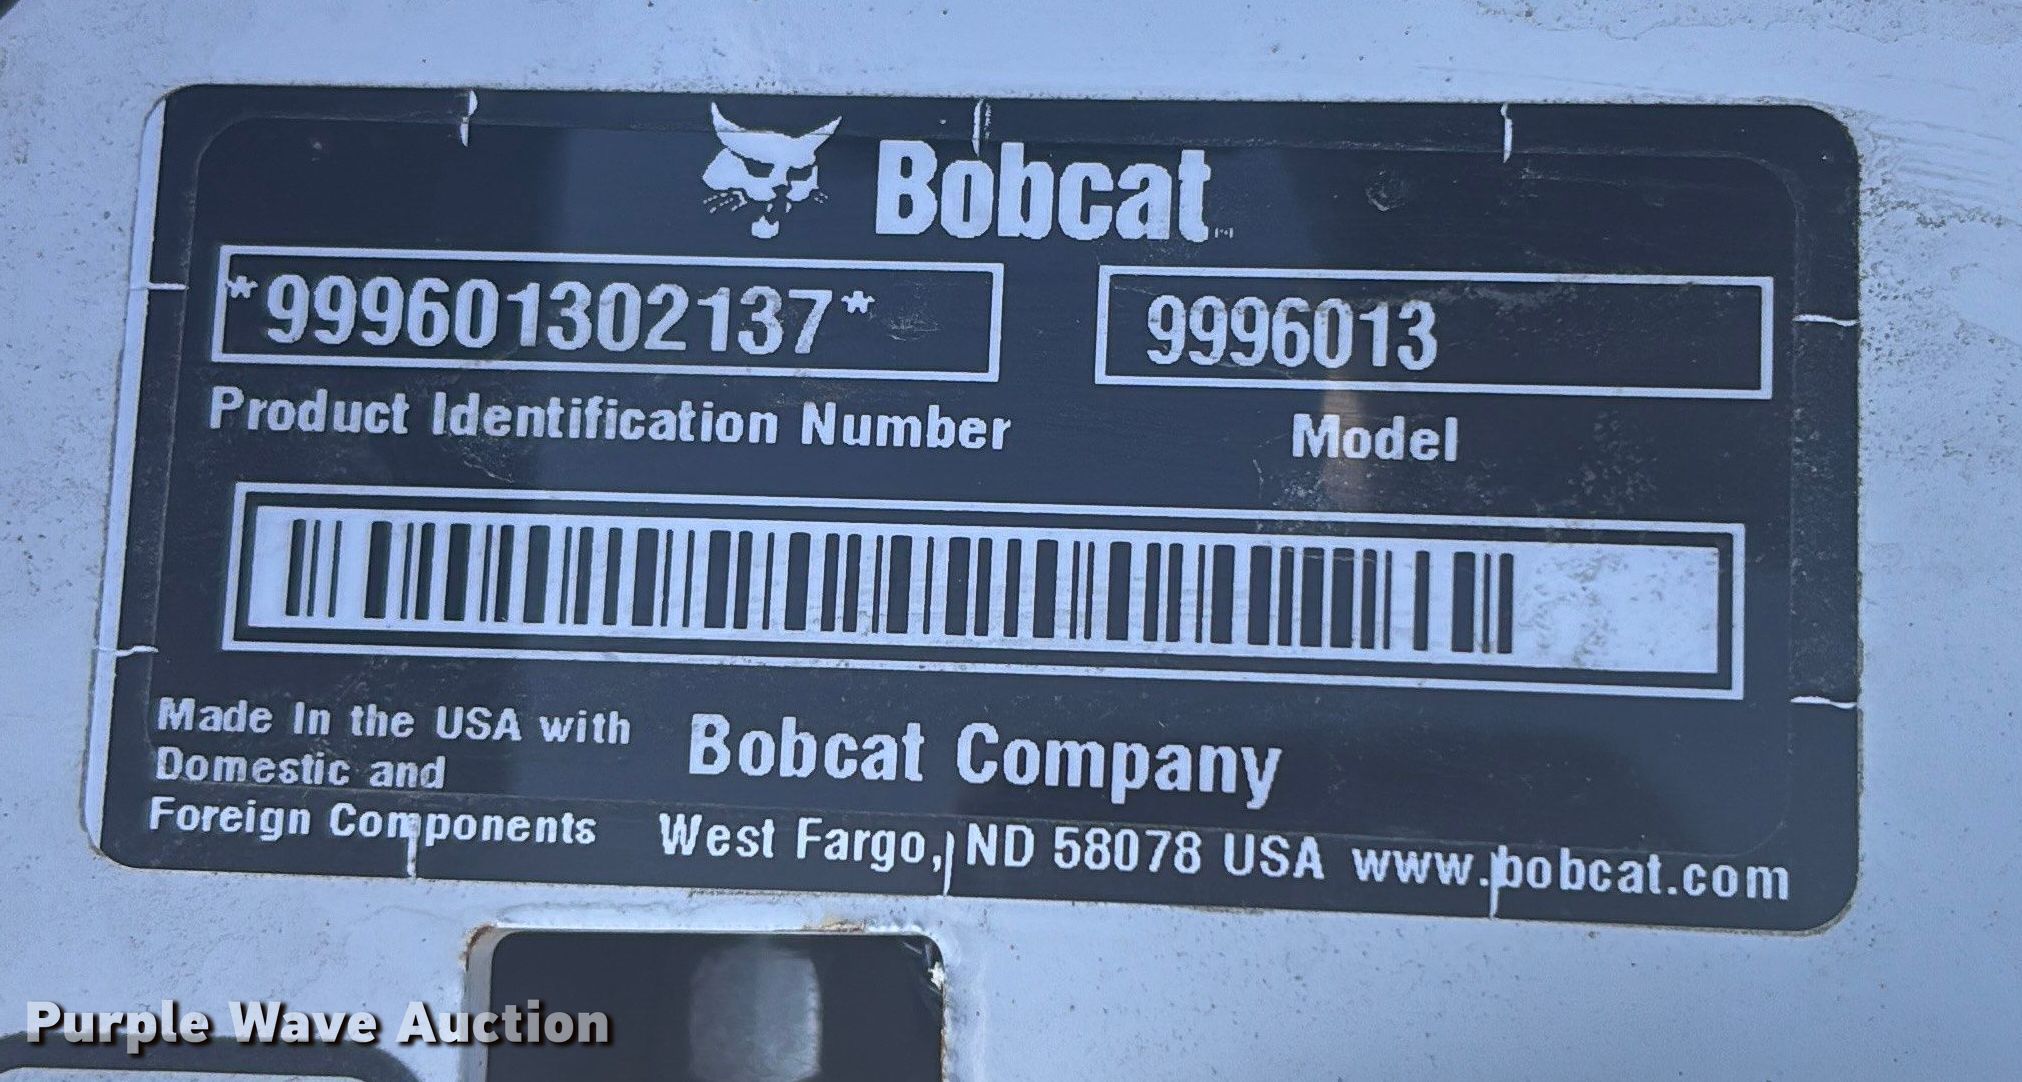 Bobcat
*999601302137*
9996013
Product Identification Number
Model
Made In the USA with
Domestic and
Foreign Components
Bobcat Company
West Fargo, ND 58078 USA www.bobcat.com
Purple Wave Auction